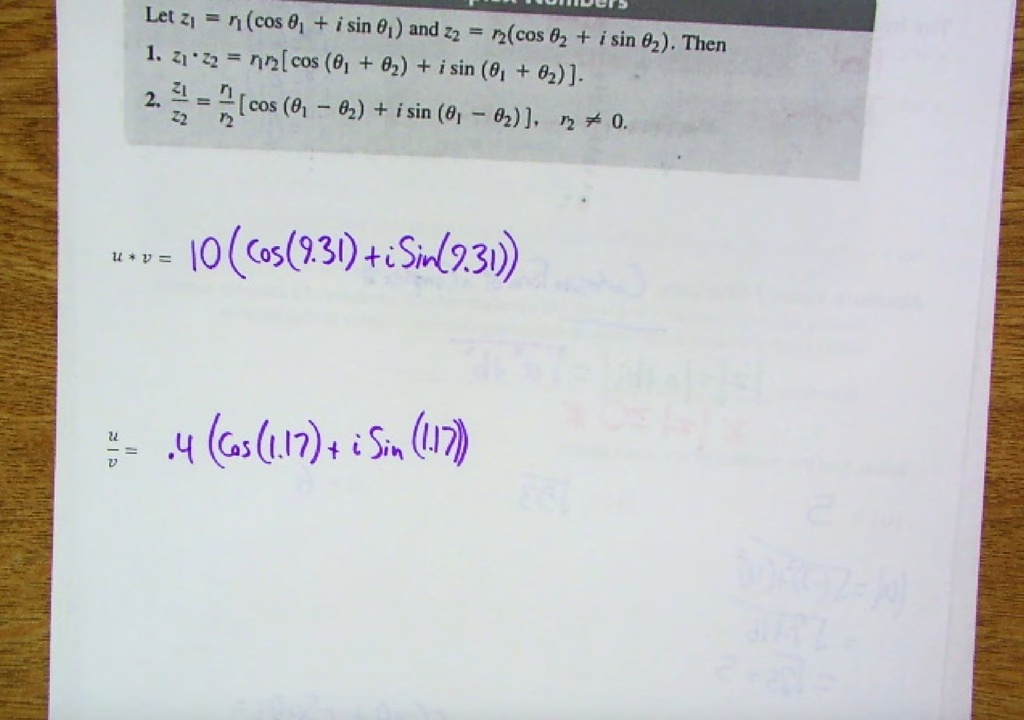 Numbers
Let z₁ = r₁(cos θ₁ + i sin θ₁) and z₂ = r₂(cos θ₂ + i sin θ₂). Then
1. z₁ · z₂ = r₁r₂[cos (θ₁ + θ₂) + i sin (θ₁ + θ₂)].
2. z₁/z₂ = r₁/r₂ [cos (θ₁ − θ₂) + i sin (θ₁ − θ₂)], r₂ ≠ 0.
u * v = 10 (Cos(9.31) + i Sin(9.31))
u/v = .4 (Cos(1.17) + i Sin (1.17))